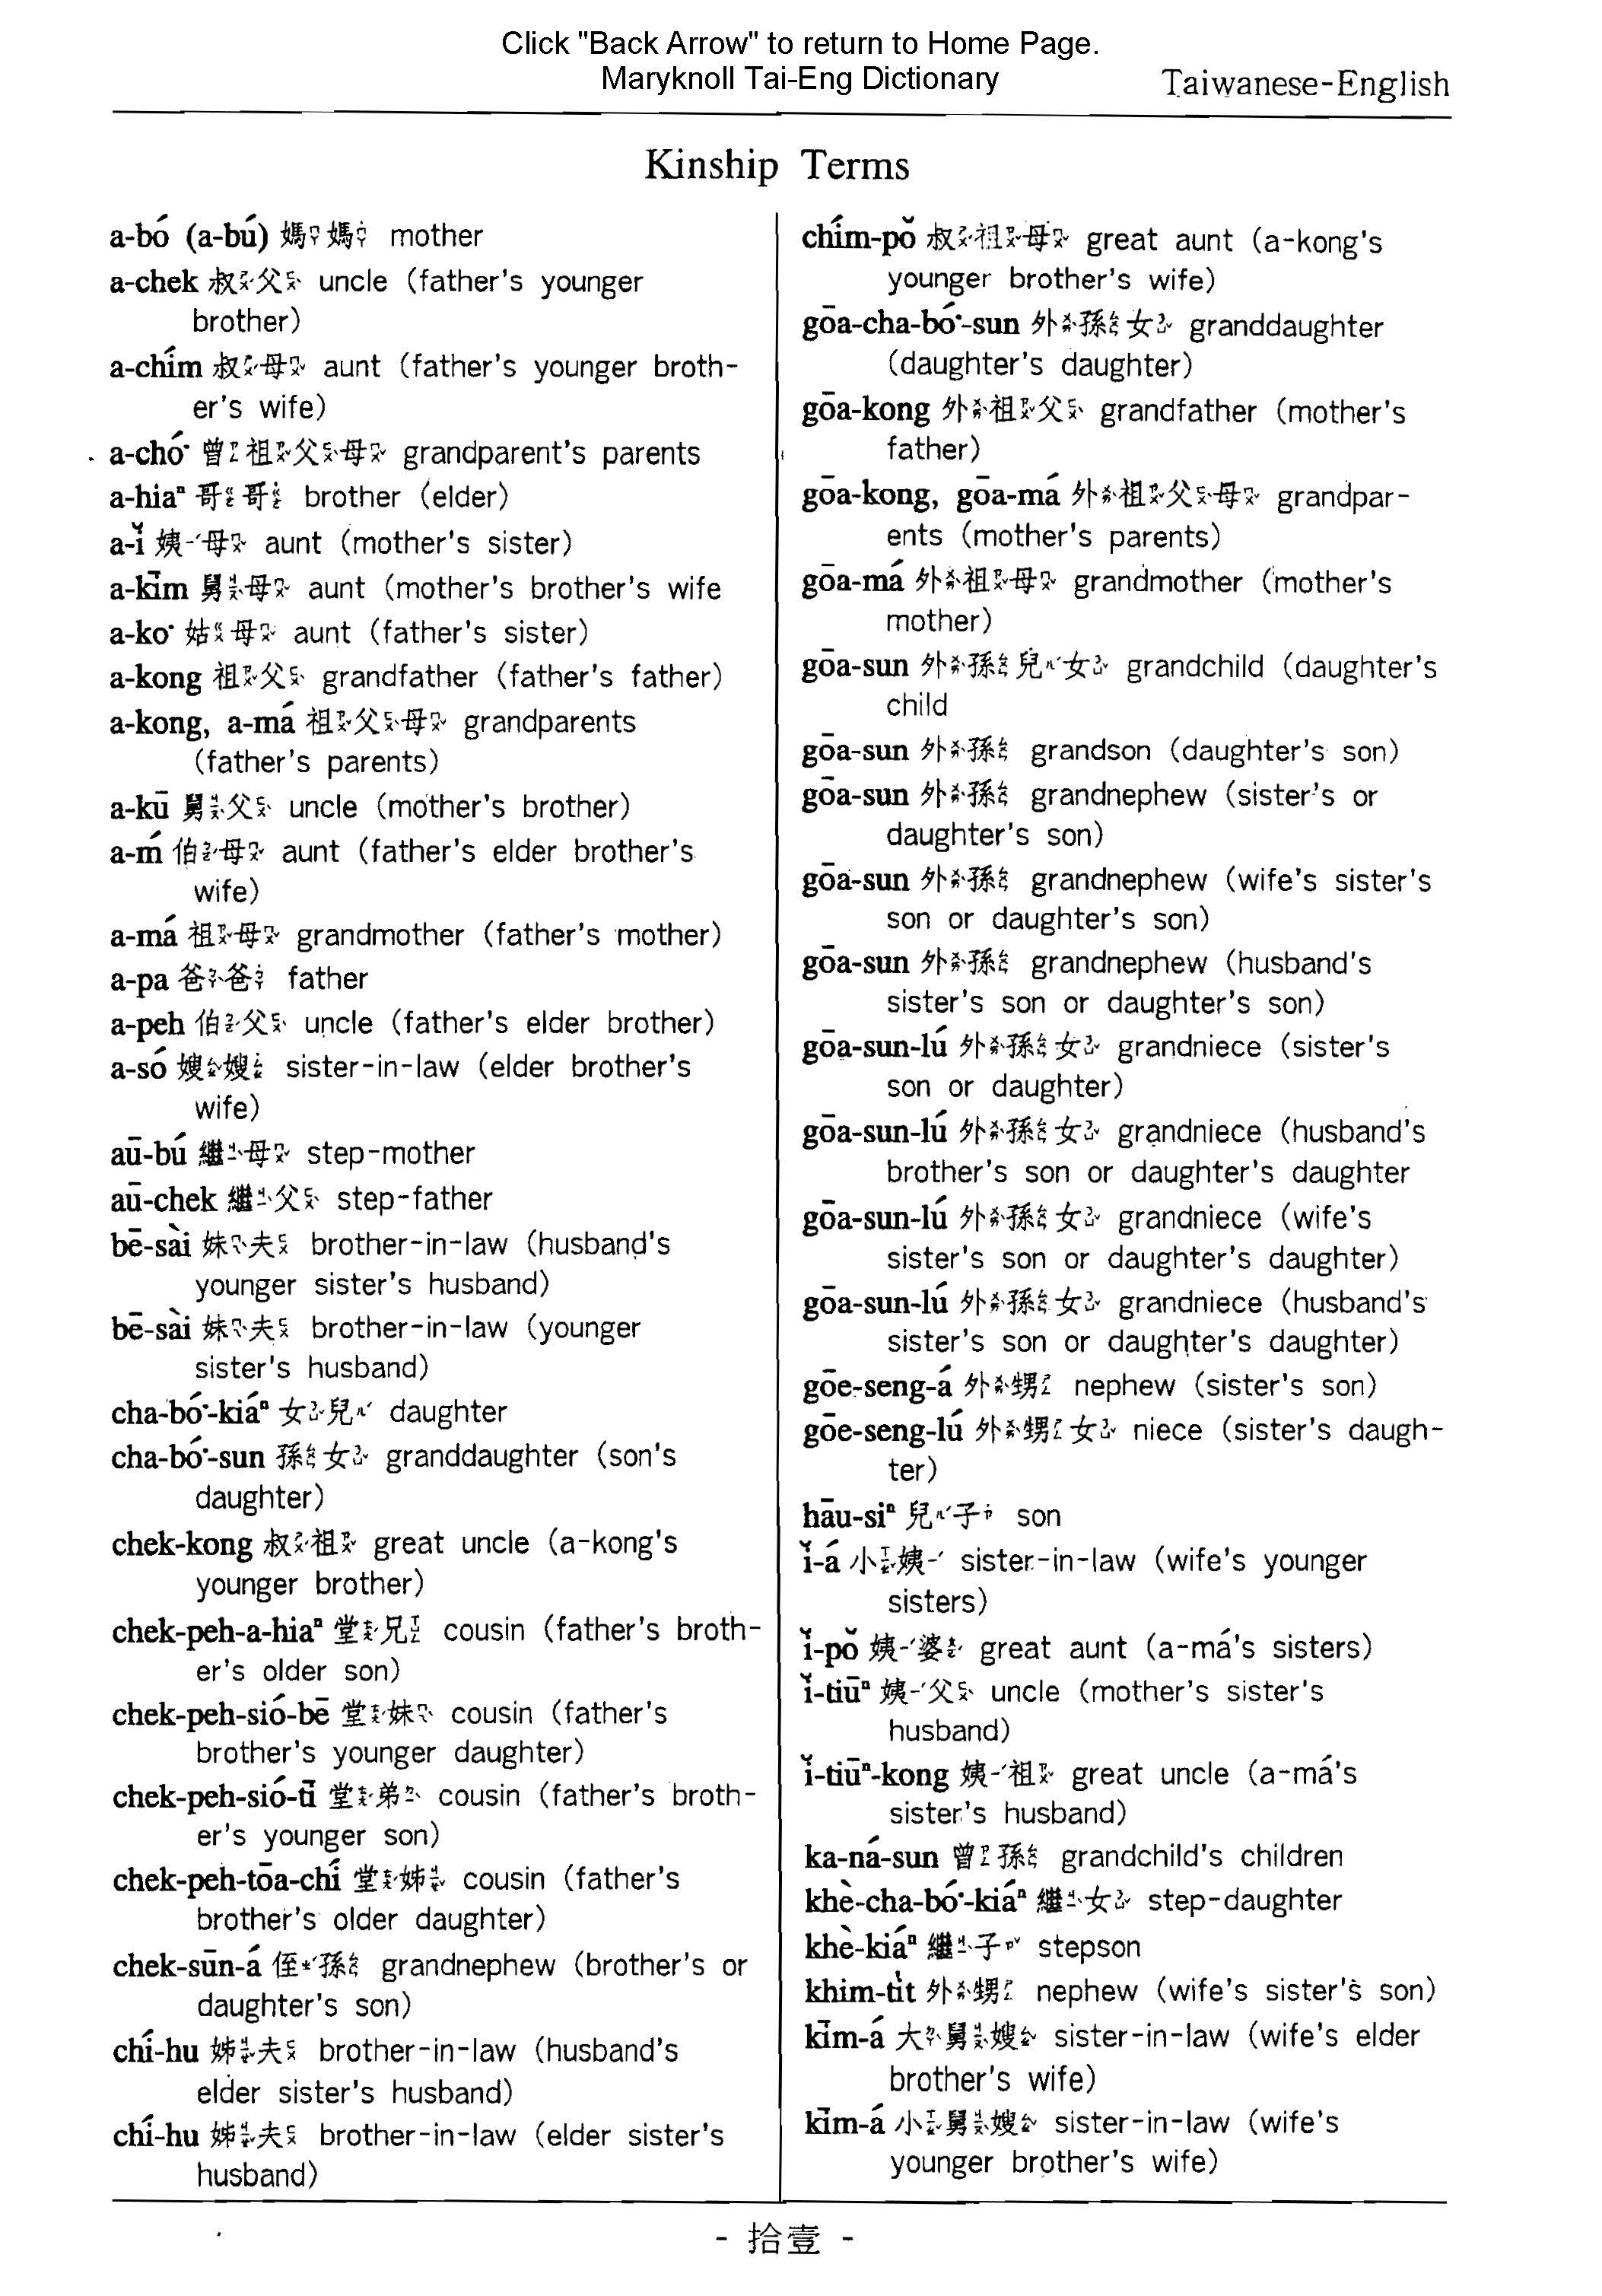 Click "Back Arrow" to return to Home Page.
Maryknoll Tai-Eng Dictionary
Taiwanese-English
Kinship Terms
a-bó (a-bú) 媽媽 mother
a-chek 叔父 uncle (father's younger
brother)
a-chím 叔母 aunt (father's younger broth-
er's wife)
a-chó͘ 曾祖父母 grandparent's parents
a-hiaⁿ 哥哥 brother (elder)
a-ǐ 姨母 aunt (mother's sister)
a-kīm 舅母 aunt (mother's brother's wife
a-ko͘ 姑母 aunt (father's sister)
a-kong 祖父 grandfather (father's father)
a-kong, a-má 祖父母 grandparents
(father's parents)
a-kū 舅父 uncle (mother's brother)
a-ḿ 伯母 aunt (father's elder brother's
wife)
a-má 祖母 grandmother (father's mother)
a-pa 爸爸 father
a-peh 伯父 uncle (father's elder brother)
a-só 嫂嫂 sister-in-law (elder brother's
wife)
aū-bú 繼母 step-mother
aū-chek 繼父 step-father
bē-sài 妹夫 brother-in-law (husband's
younger sister's husband)
bē-sài 妹夫 brother-in-law (younger
sister's husband)
cha-bó͘-kiáⁿ 女兒 daughter
cha-bó͘-sun 孫女 granddaughter (son's
daughter)
chek-kong 叔祖 great uncle (a-kong's
younger brother)
chek-peh-a-hiaⁿ 堂兄 cousin (father's broth-
er's older son)
chek-peh-sió-bē 堂妹 cousin (father's
brother's younger daughter)
chek-peh-sió-tī 堂弟 cousin (father's broth-
er's younger son)
chek-peh-tōa-chí 堂姊 cousin (father's
brother's older daughter)
chek-sūn-á 侄孫 grandnephew (brother's or
daughter's son)
chí-hu 姊夫 brother-in-law (husband's
elder sister's husband)
chí-hu 姊夫 brother-in-law (elder sister's
husband)
chím-pǒ 叔祖母 great aunt (a-kong's
younger brother's wife)
gōa-cha-bó͘-sun 外孫女 granddaughter
(daughter's daughter)
gōa-kong 外祖父 grandfather (mother's
father)
gōa-kong, gōa-má 外祖父母 grandpar-
ents (mother's parents)
gōa-má 外祖母 grandmother (mother's
mother)
gōa-sun 外孫兒女 grandchild (daughter's
child
gōa-sun 外孫 grandson (daughter's son)
gōa-sun 外孫 grandnephew (sister's or
daughter's son)
gōa-sun 外孫 grandnephew (wife's sister's
son or daughter's son)
gōa-sun 外孫 grandnephew (husband's
sister's son or daughter's son)
gōa-sun-lú 外孫女 grandniece (sister's
son or daughter)
gōa-sun-lú 外孫女 grandniece (husband's
brother's son or daughter's daughter
gōa-sun-lú 外孫女 grandniece (wife's
sister's son or daughter's daughter)
gōa-sun-lú 外孫女 grandniece (husband's
sister's son or daughter's daughter)
gōe-seng-á 外甥 nephew (sister's son)
gōe-seng-lú 外甥女 niece (sister's daugh-
ter)
hāu-siⁿ 兒子 son
ǐ-á 小姨 sister-in-law (wife's younger
sisters)
ǐ-pǒ 姨婆 great aunt (a-má's sisters)
ǐ-tiūⁿ 姨父 uncle (mother's sister's
husband)
ǐ-tiūⁿ-kong 姨祖 great uncle (a-má's
sister's husband)
ka-ná-sun 曾孫 grandchild's children
khè-cha-bó͘-kiáⁿ 繼女 step-daughter
khè-kiáⁿ 繼子 stepson
khim-ti̍t 外甥 nephew (wife's sister's son)
kīm-á 大舅嫂 sister-in-law (wife's elder
brother's wife)
kīm-á 小舅嫂 sister-in-law (wife's
younger brother's wife)
- 拾壹 -